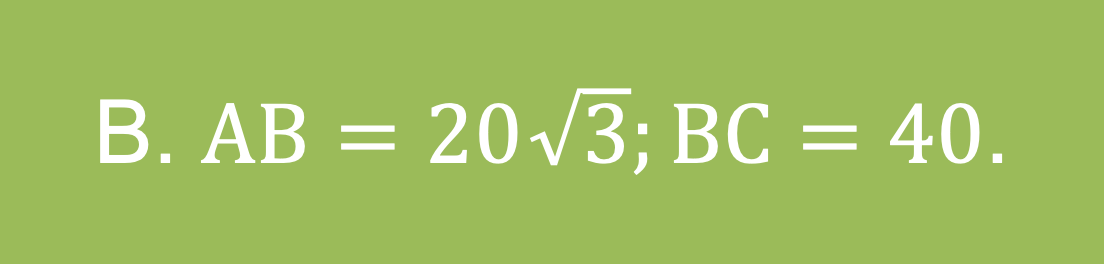 B. AB = 20√3; BC = 40.